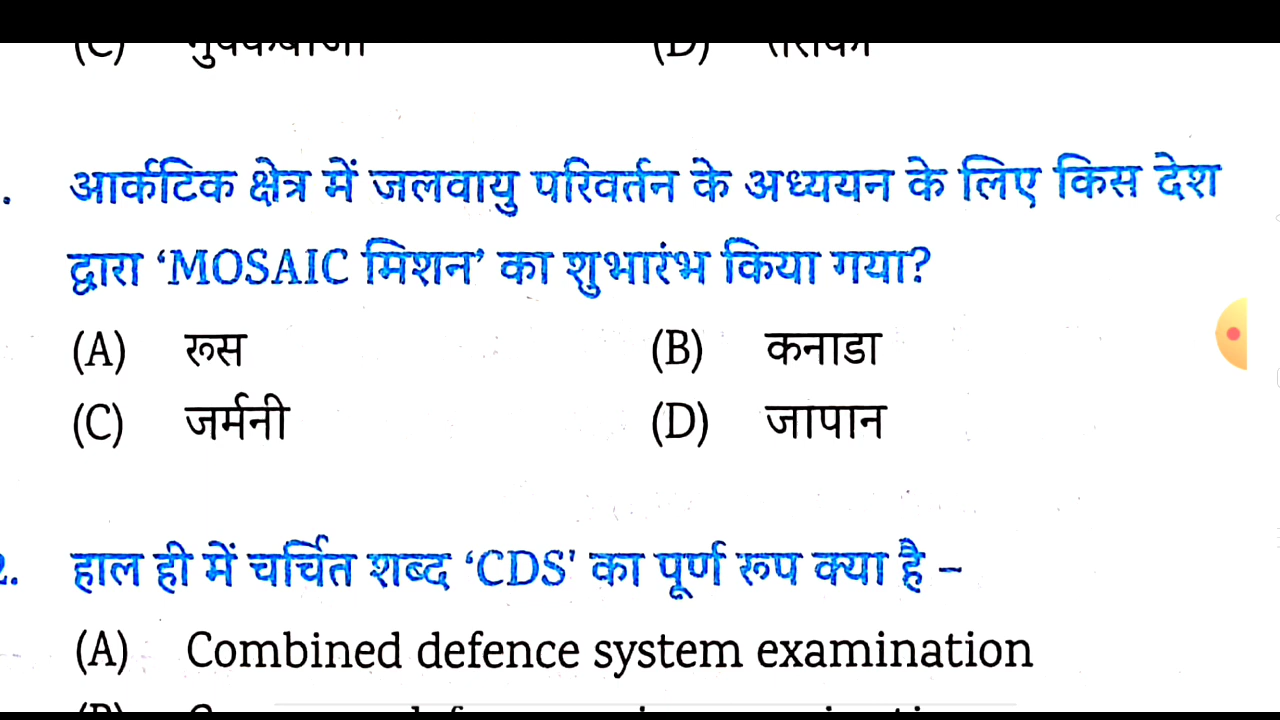 (C)
(D)
आर्कटिक क्षेत्र में जलवायु परिवर्तन के अध्ययन के लिए किस देश
द्वारा ‘MOSAIC मिशन’ का शुभारंभ किया गया?
(A) रूस (B) कनाडा
(C) जर्मनी (D) जापान
2. हाल ही में चर्चित शब्द ‘CDS’ का पूर्ण रूप क्या है –
(A) Combined defence system examination